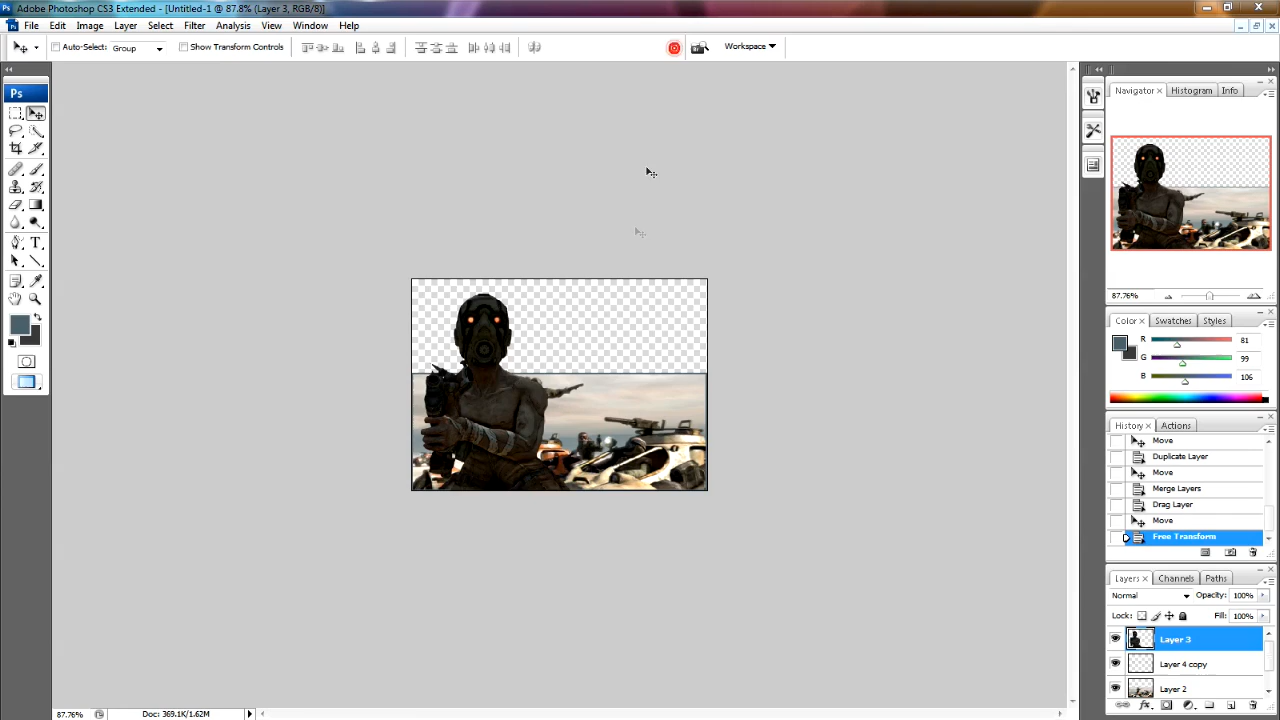 Ps Adobe Photoshop CS3 Extended - [Untitled-1 @ 87.8% (Layer 3, RGB/8)]
File Edit Image Layer Select Filter Analysis View Window Help
Auto-Select: Group Show Transform Controls Workspace
Ps
Navigator Histogram Info
87.76%
Color Swatches Styles
R 81
G 99
B 106
History Actions
Move
Duplicate Layer
Move
Merge Layers
Drag Layer
Move
Free Transform
Layers Channels Paths
Normal Opacity: 100%
Lock: Fill: 100%
Layer 3
Layer 4 copy
Layer 2
87.76% Doc: 369.1K/1.62M